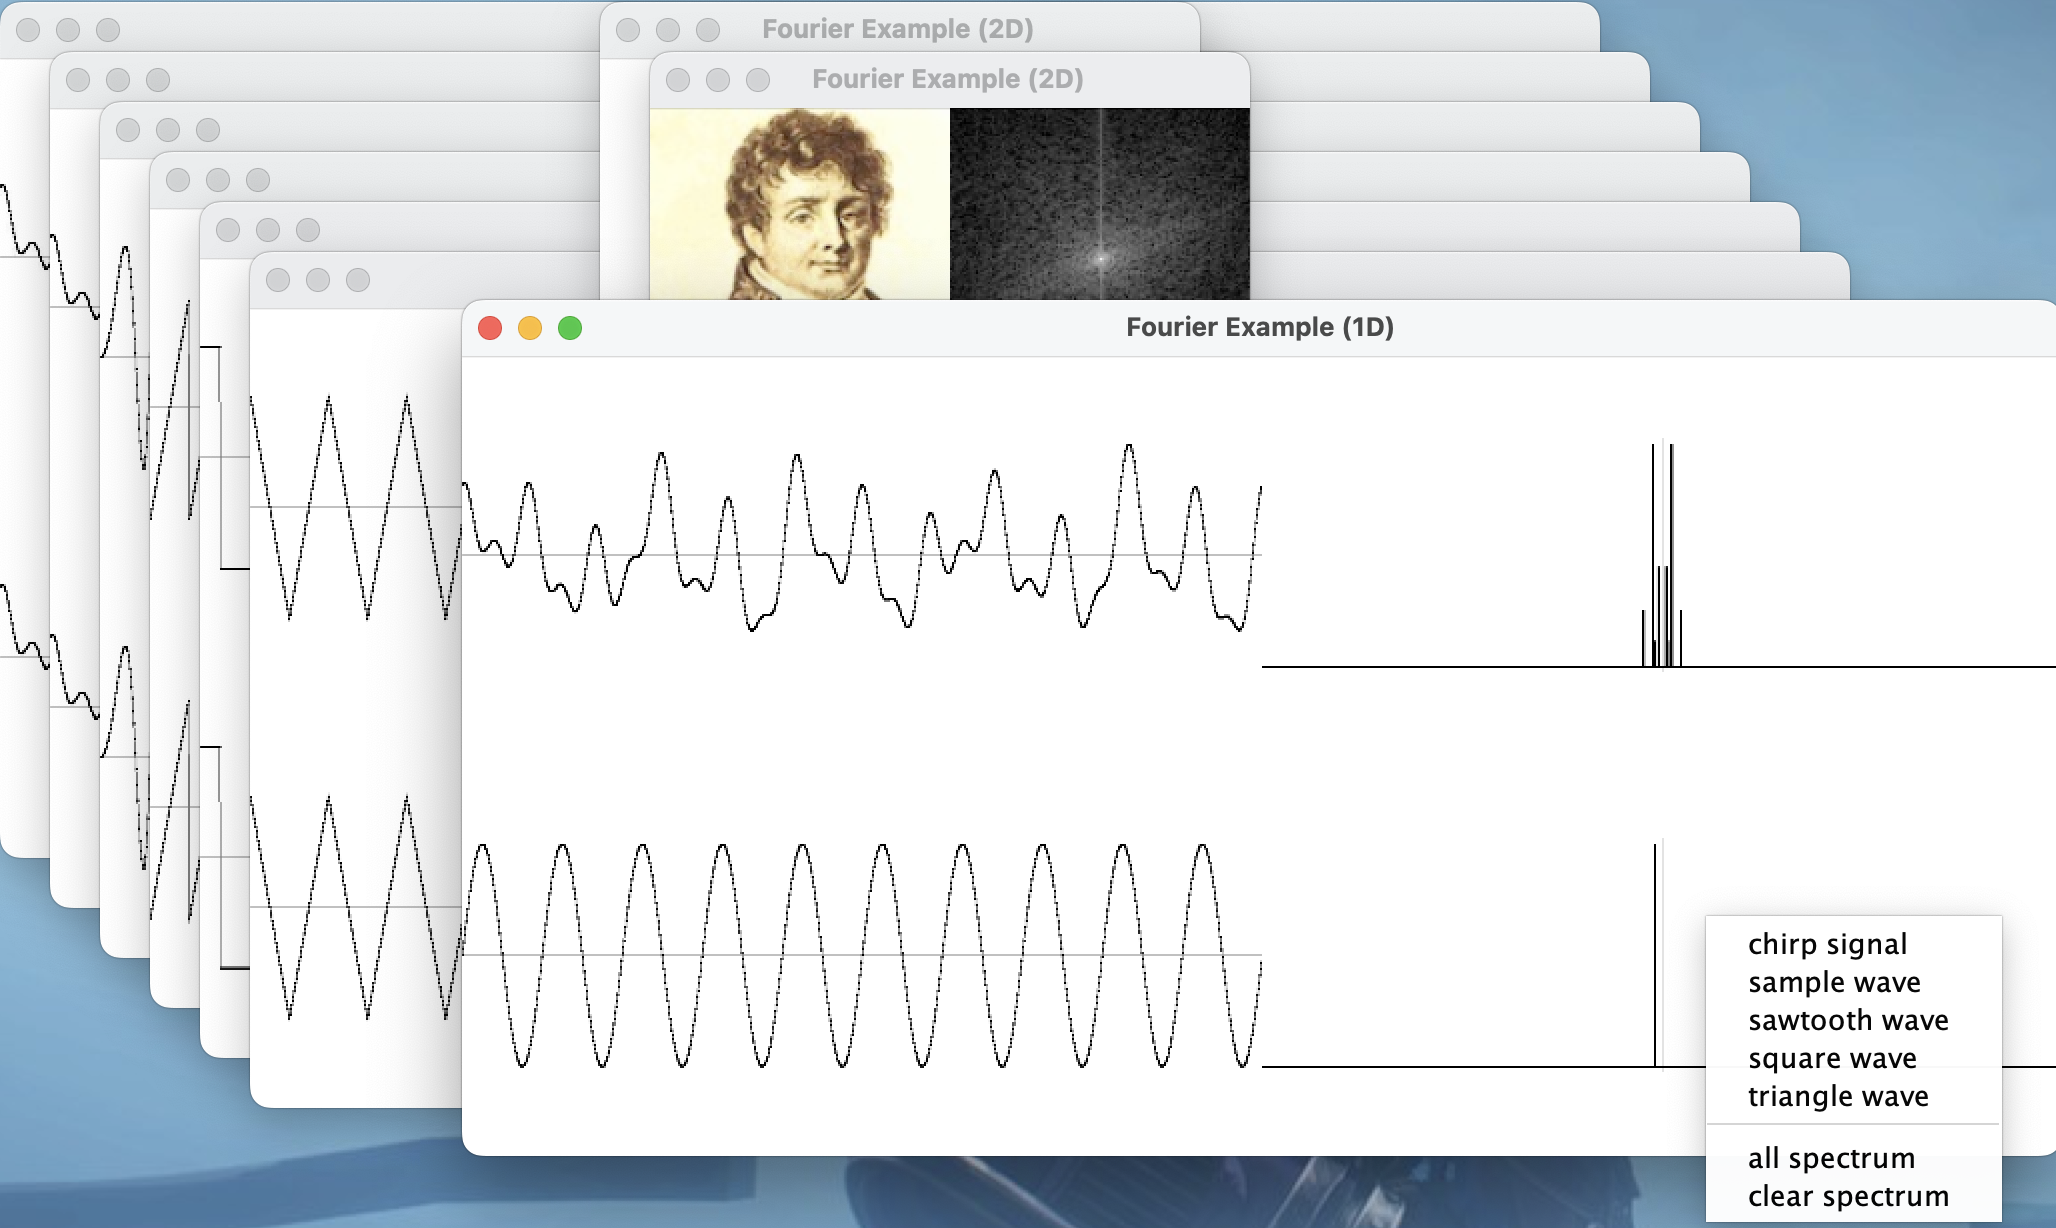 Fourier Example (2D)
Fourier Example (2D)
Fourier Example (1D)
chirp signal
sample wave
sawtooth wave
square wave
triangle wave
all spectrum
clear spectrum